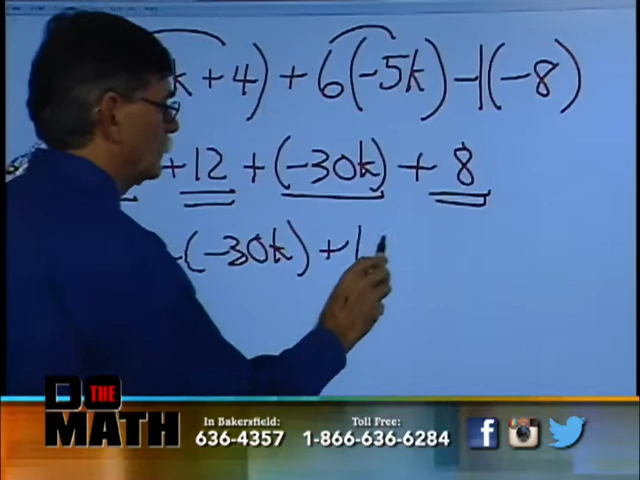 k + 4) + 6(-5k) - 1(-8)
+ 12 + (-30k) + 8
(-30k) + 1
DO THE MATH
In Bakersfield: 636-4357
Toll Free: 1-866-636-6284
f